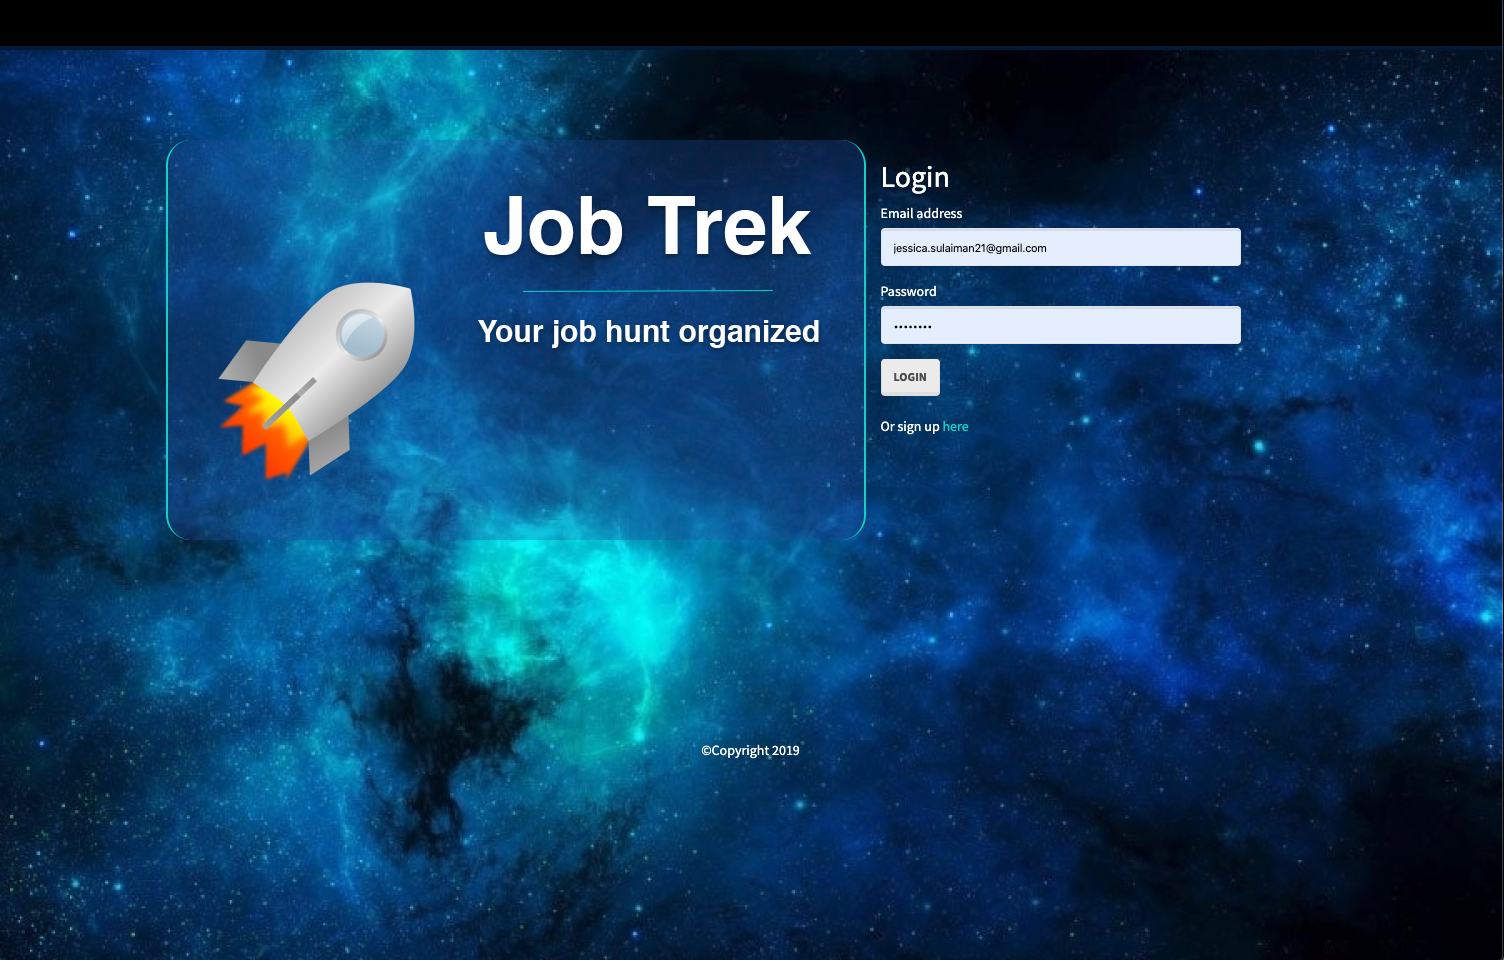 Job Trek
Your job hunt organized
Login
Email address
jessica.sulaiman21@gmail.com
Password
••••••••
LOGIN
Or sign up here
©Copyright 2019